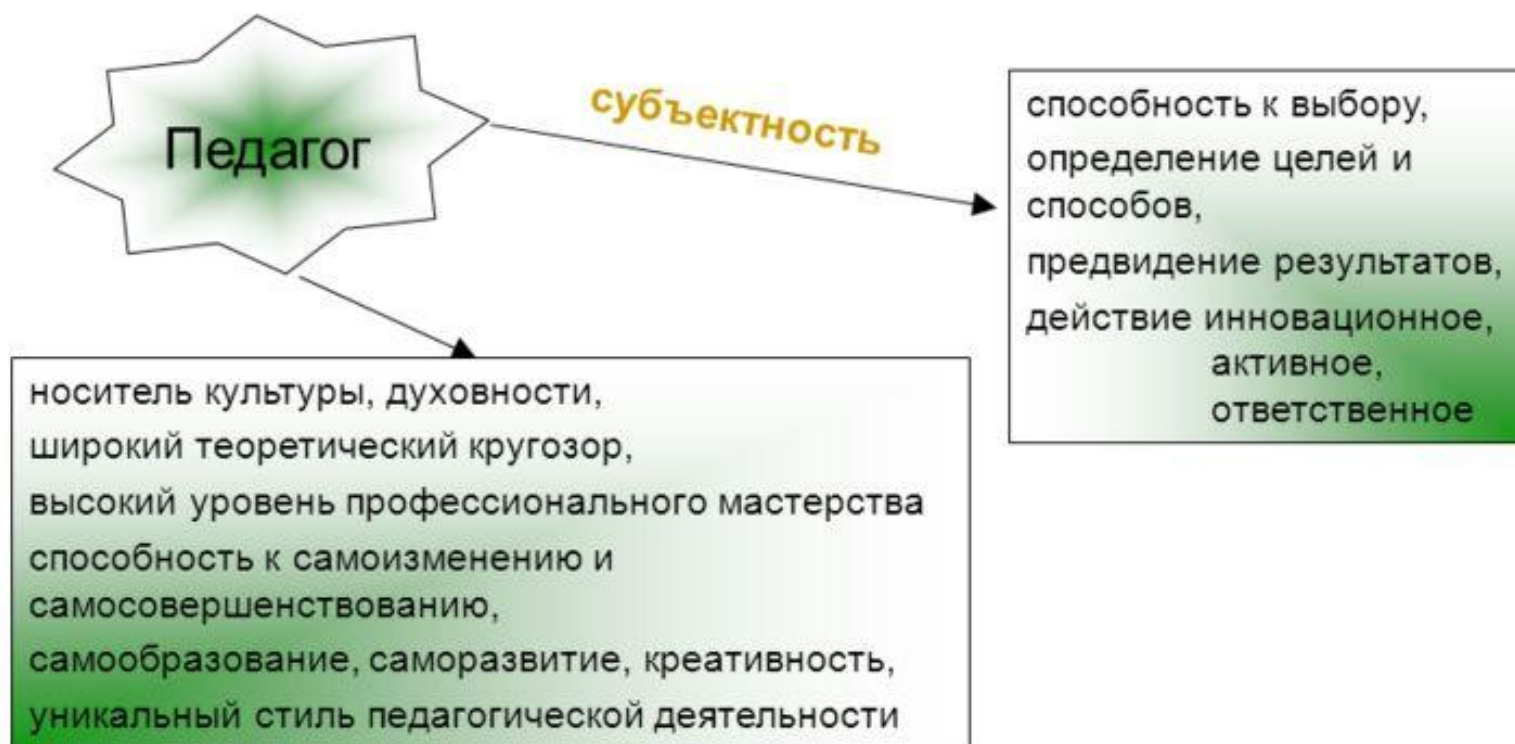 Педагог
субъектность
способность к выбору,
определение целей и
способов,
предвидение результатов,
действие инновационное,
активное,
ответственное
носитель культуры, духовности,
широкий теоретический кругозор,
высокий уровень профессионального мастерства
способность к самоизменению и
самосовершенствованию,
самообразование, саморазвитие, креативность,
уникальный стиль педагогической деятельности